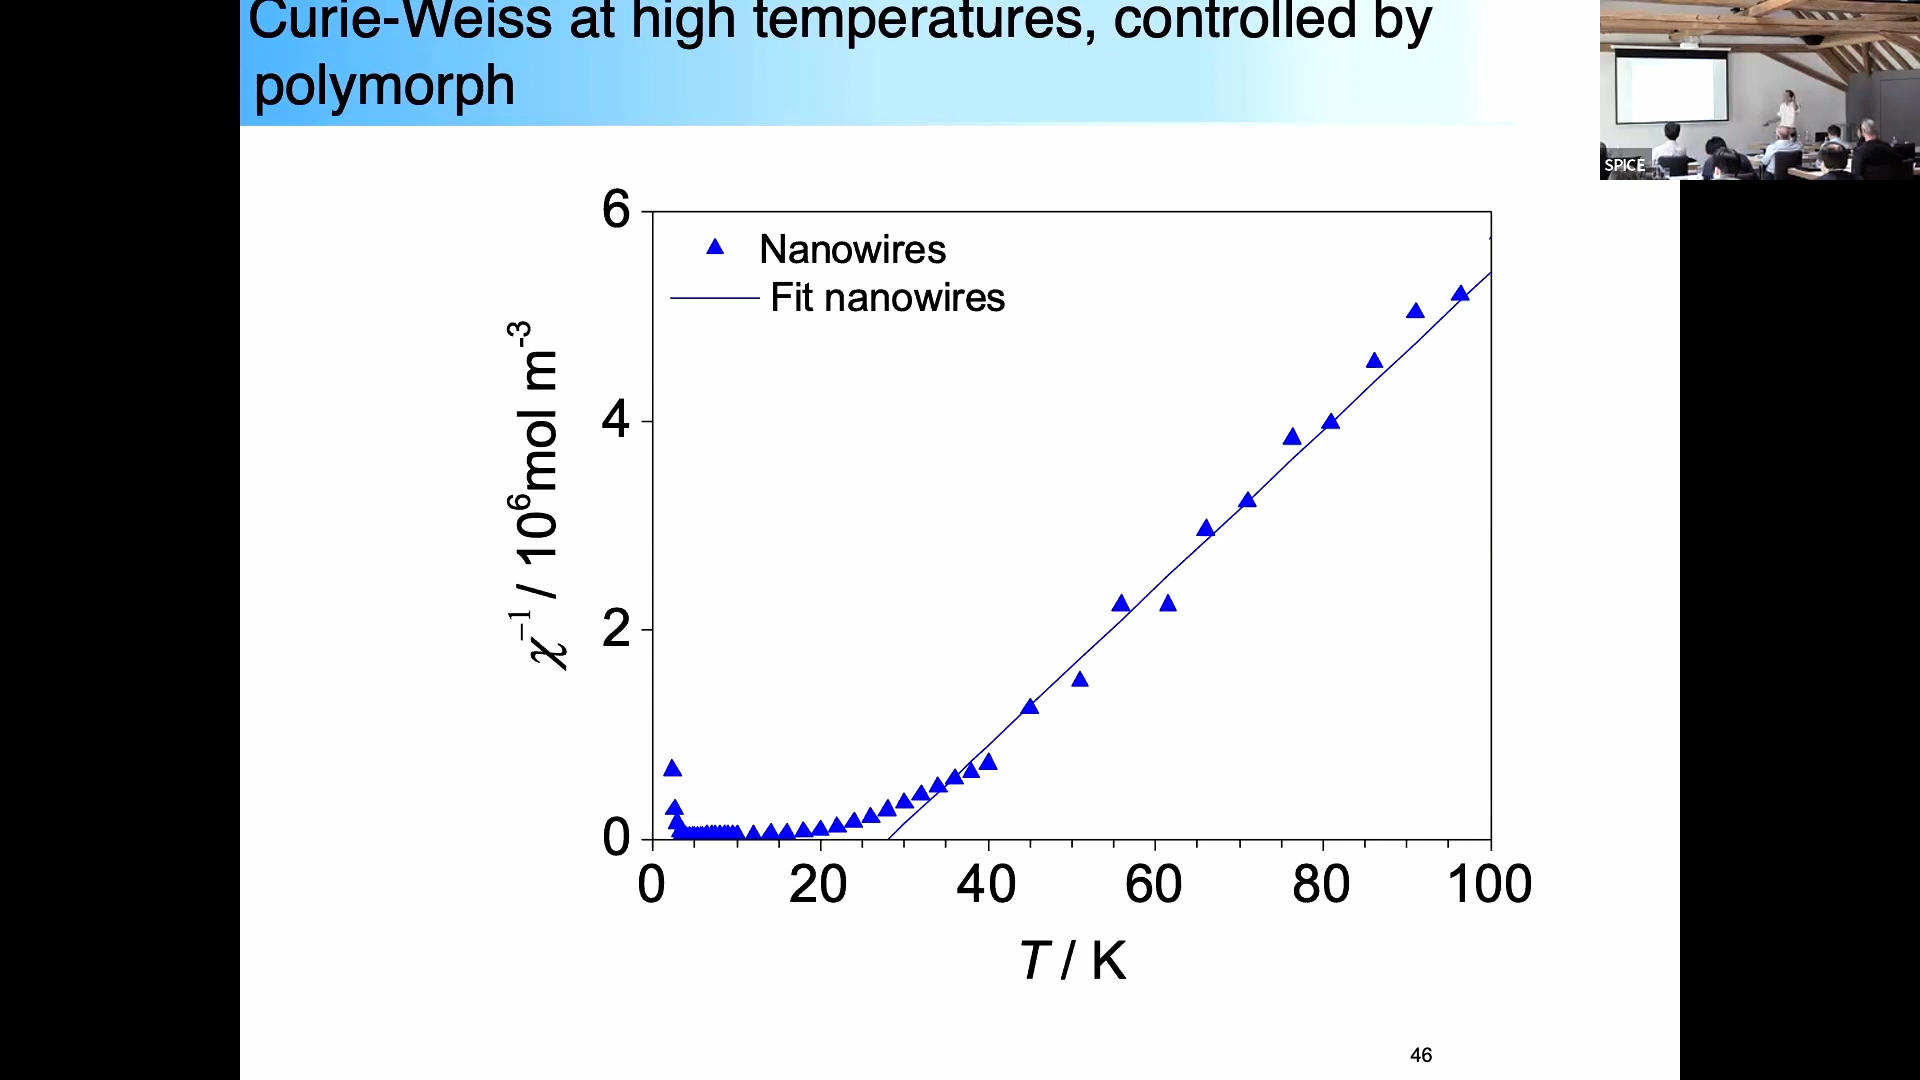 Curie-Weiss at high temperatures, controlled by
polymorph
SPICE
6
4
2
0
χ⁻¹ / 10⁶mol m⁻³
Nanowires
Fit nanowires
0 20 40 60 80 100
T / K
46